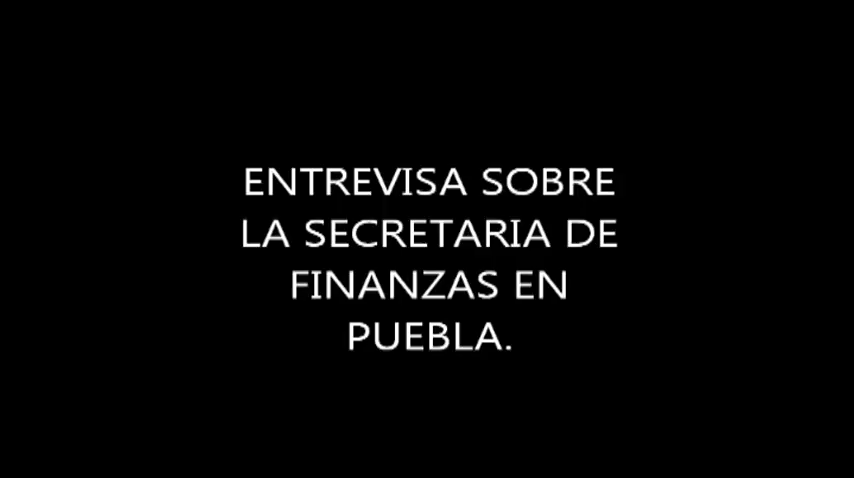 ENTREVISA SOBRE
LA SECRETARIA DE
FINANZAS EN
PUEBLA.